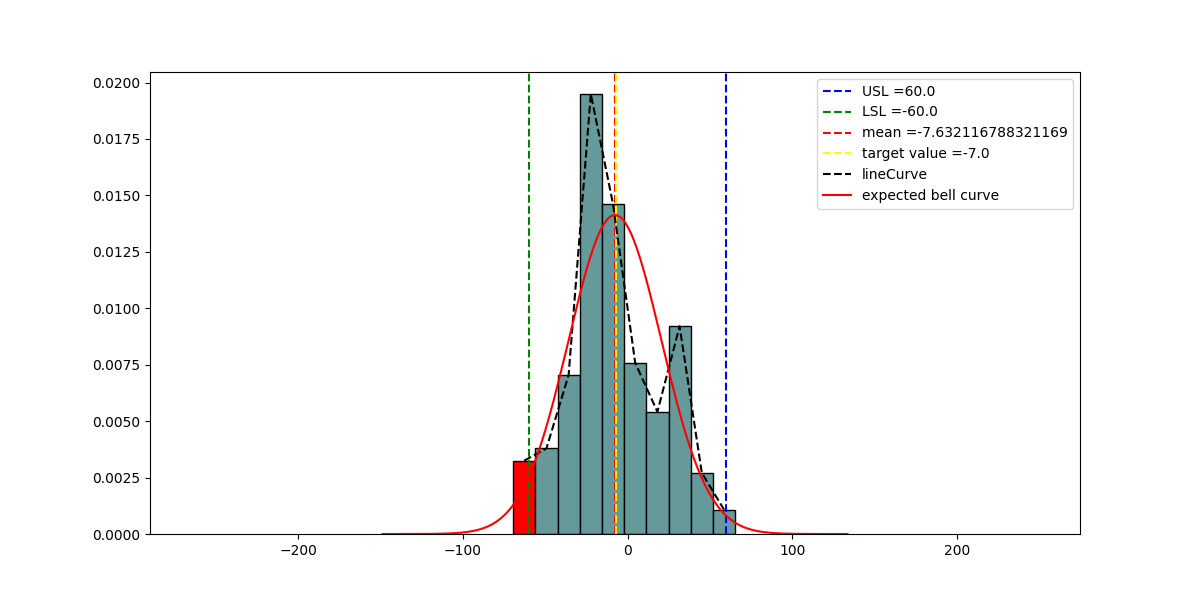 USL =60.0
LSL =-60.0
mean =-7.632116788321169
target value =-7.0
lineCurve
expected bell curve
0.0200
0.0175
0.0150
0.0125
0.0100
0.0075
0.0050
0.0025
0.0000
−200
−100
0
100
200